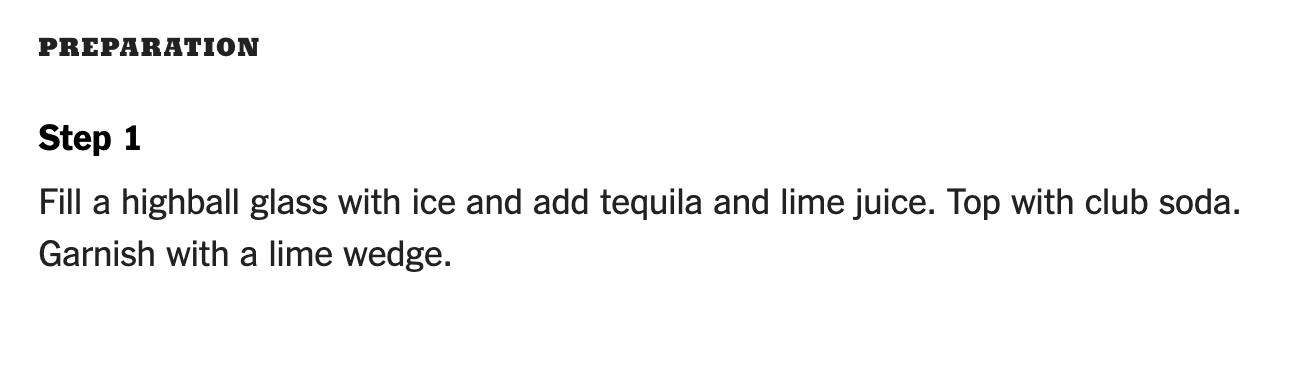 PREPARATION
Step 1
Fill a highball glass with ice and add tequila and lime juice. Top with club soda.
Garnish with a lime wedge.